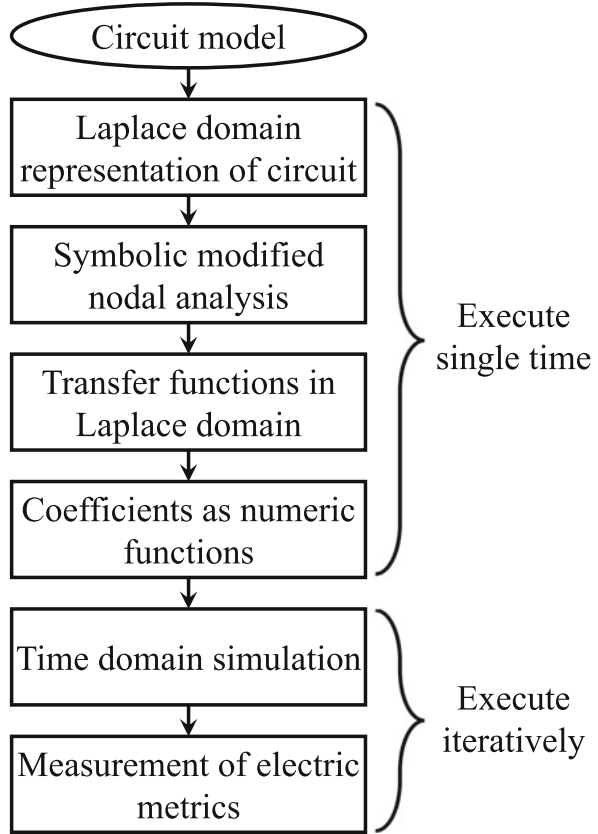 Circuit model
Laplace domain
representation of circuit
Symbolic modified
nodal analysis
Transfer functions in
Laplace domain
Coefficients as numeric
functions
Execute
single time
Time domain simulation
Measurement of electric
metrics
Execute
iteratively